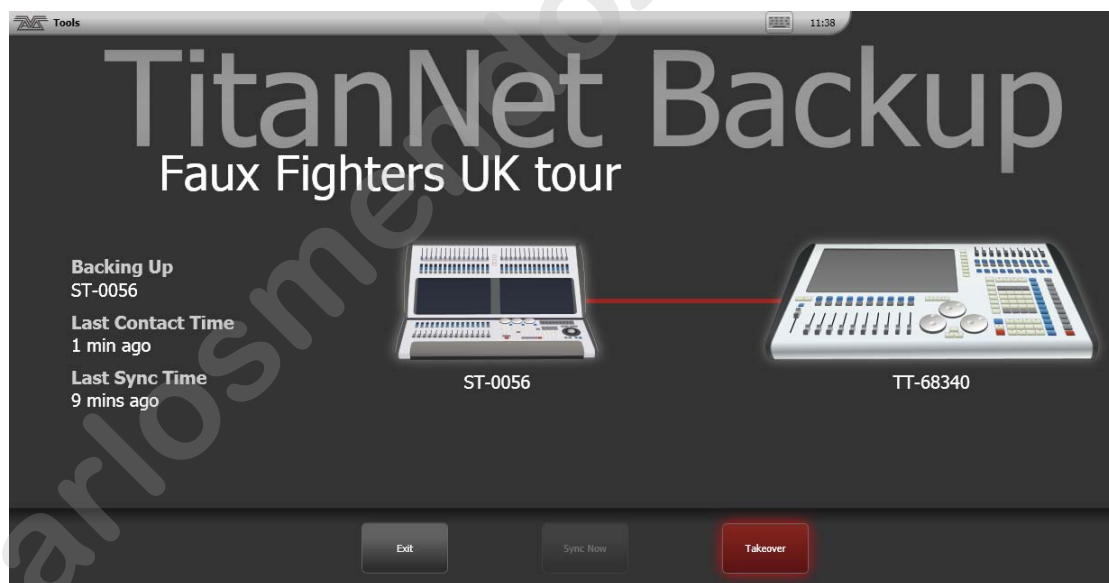 Tools
11:38
TitanNet Backup
Faux Fighters UK tour
Backing Up
ST-0056
Last Contact Time
1 min ago
Last Sync Time
9 mins ago
ST-0056
TT-68340
Exit
Sync Now
Takeover